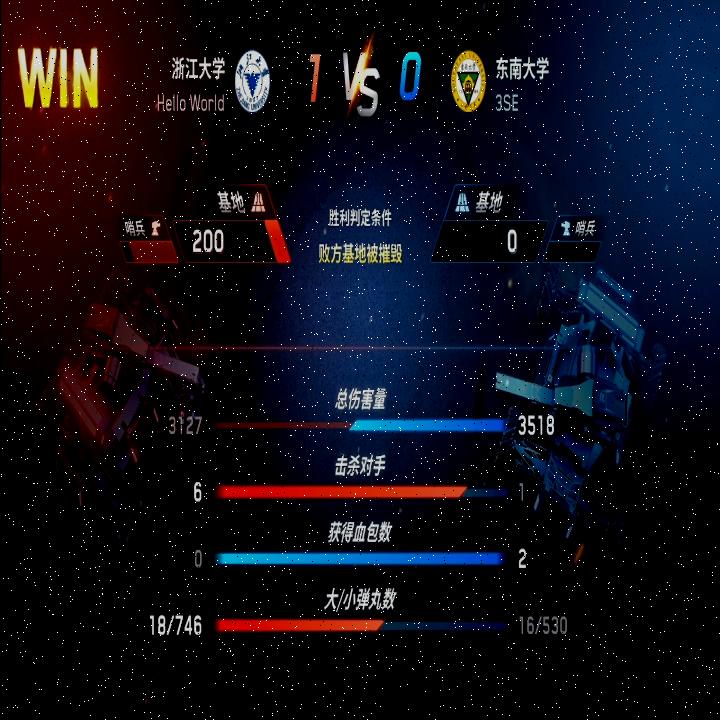 WIN
浙江大学
Hello World
1 VS 0
东南大学
3SE
基地
哨兵
200
胜利判定条件
败方基地被摧毁
基地
哨兵
0
总伤害量
3127
3518
击杀对手
6
1
获得血包数
0
2
大/小弹丸数
18/746
16/530